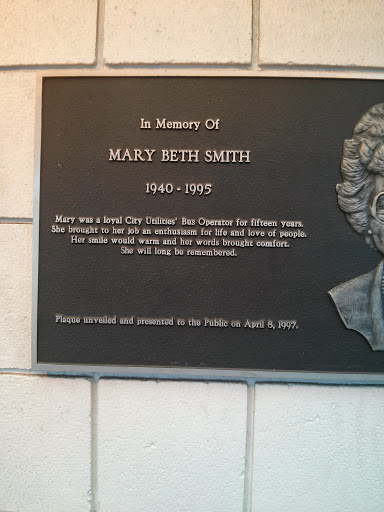 In Memory Of
MARY BETH SMITH
1940 - 1995
Mary was a loyal City Utilities' Bus Operator for fifteen years.
She brought to her job an enthusiasm for life and love of people.
Her smile would warm and her words brought comfort.
She will long be remembered.
Plaque unveiled and presented to the Public on April 8, 1997.